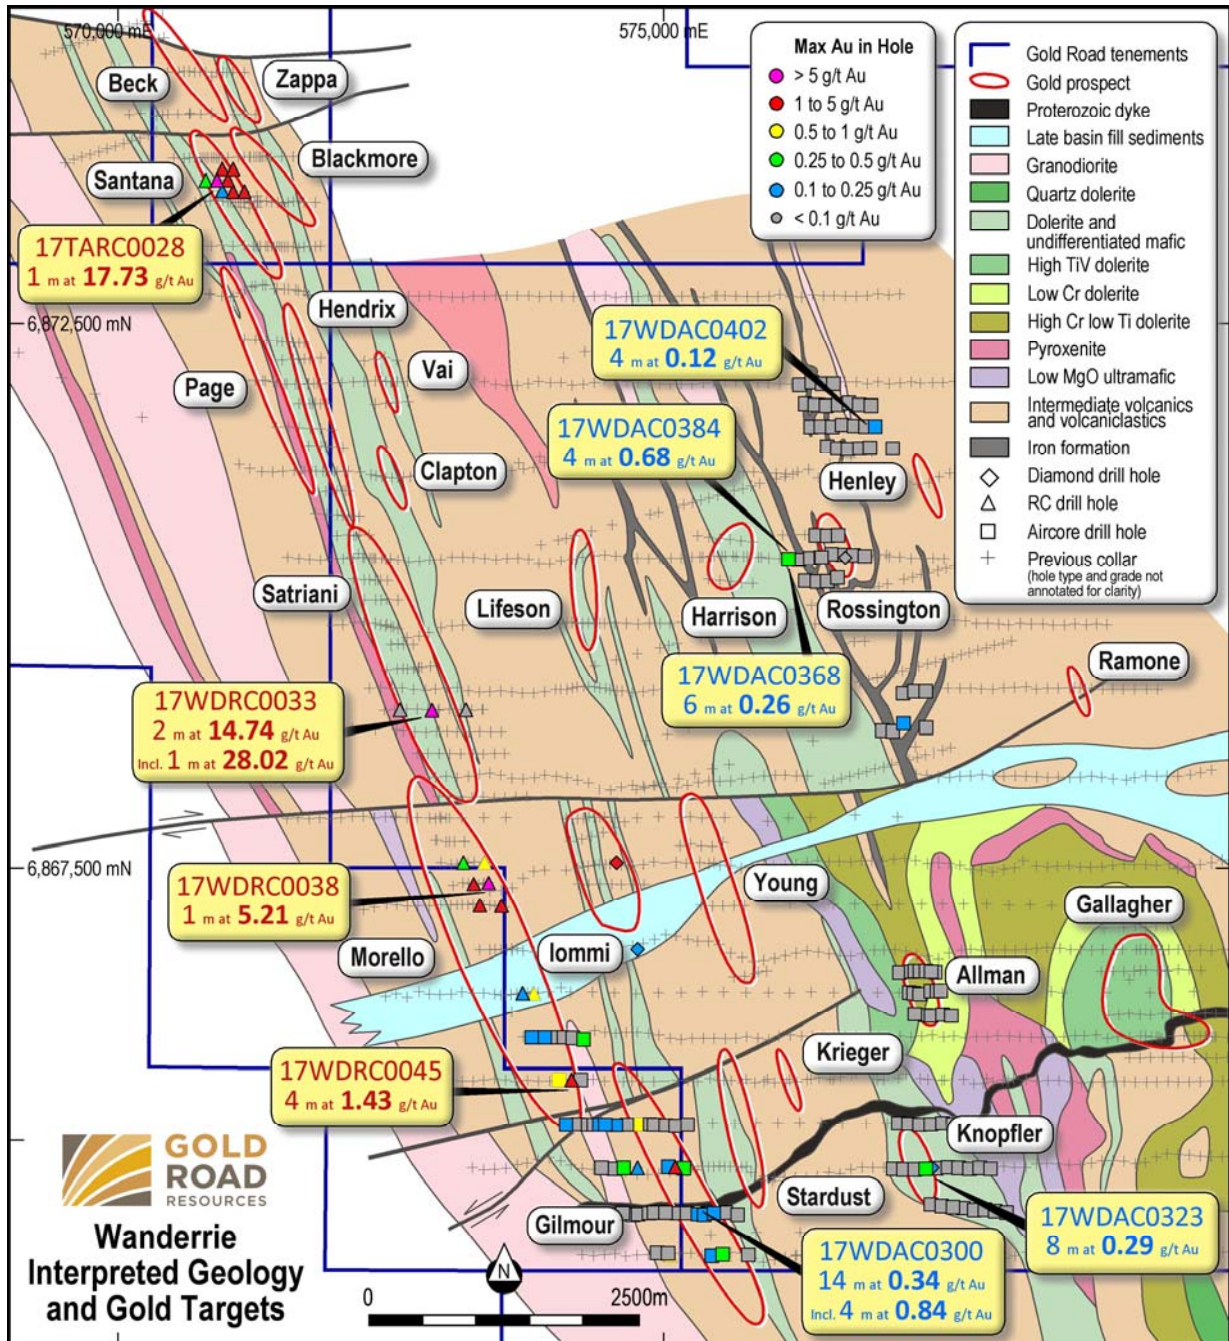 570,000 mE
575,000 mE
6,872,500 mN
6,867,500 mN
Beck
Zappa
Blackmore
Santana
17TARC0028
1 m at 17.73 g/t Au
Hendrix
Page
Vai
Clapton
17WDAC0402
4 m at 0.12 g/t Au
17WDAC0384
4 m at 0.68 g/t Au
Henley
Satriani
Lifeson
Harrison
Rossington
17WDAC0368
6 m at 0.26 g/t Au
Ramone
17WDRC0033
2 m at 14.74 g/t Au
Incl. 1 m at 28.02 g/t Au
17WDRC0038
1 m at 5.21 g/t Au
Young
Gallagher
Morello
Iommi
Allman
17WDRC0045
4 m at 1.43 g/t Au
Krieger
Knopfler
Stardust
Gilmour
17WDAC0300
14 m at 0.34 g/t Au
Incl. 4 m at 0.84 g/t Au
17WDAC0323
8 m at 0.29 g/t Au
Max Au in Hole
> 5 g/t Au
1 to 5 g/t Au
0.5 to 1 g/t Au
0.25 to 0.5 g/t Au
0.1 to 0.25 g/t Au
< 0.1 g/t Au
Gold Road tenements
Gold prospect
Proterozoic dyke
Late basin fill sediments
Granodiorite
Quartz dolerite
Dolerite and
undifferentiated mafic
High TiV dolerite
Low Cr dolerite
High Cr low Ti dolerite
Pyroxenite
Low MgO ultramafic
Intermediate volcanics
and volcaniclastics
Iron formation
Diamond drill hole
RC drill hole
Aircore drill hole
Previous collar
(hole type and grade not
annotated for clarity)
GOLD
ROAD
RESOURCES
Wanderrie
Interpreted Geology
and Gold Targets
N
0 2500m